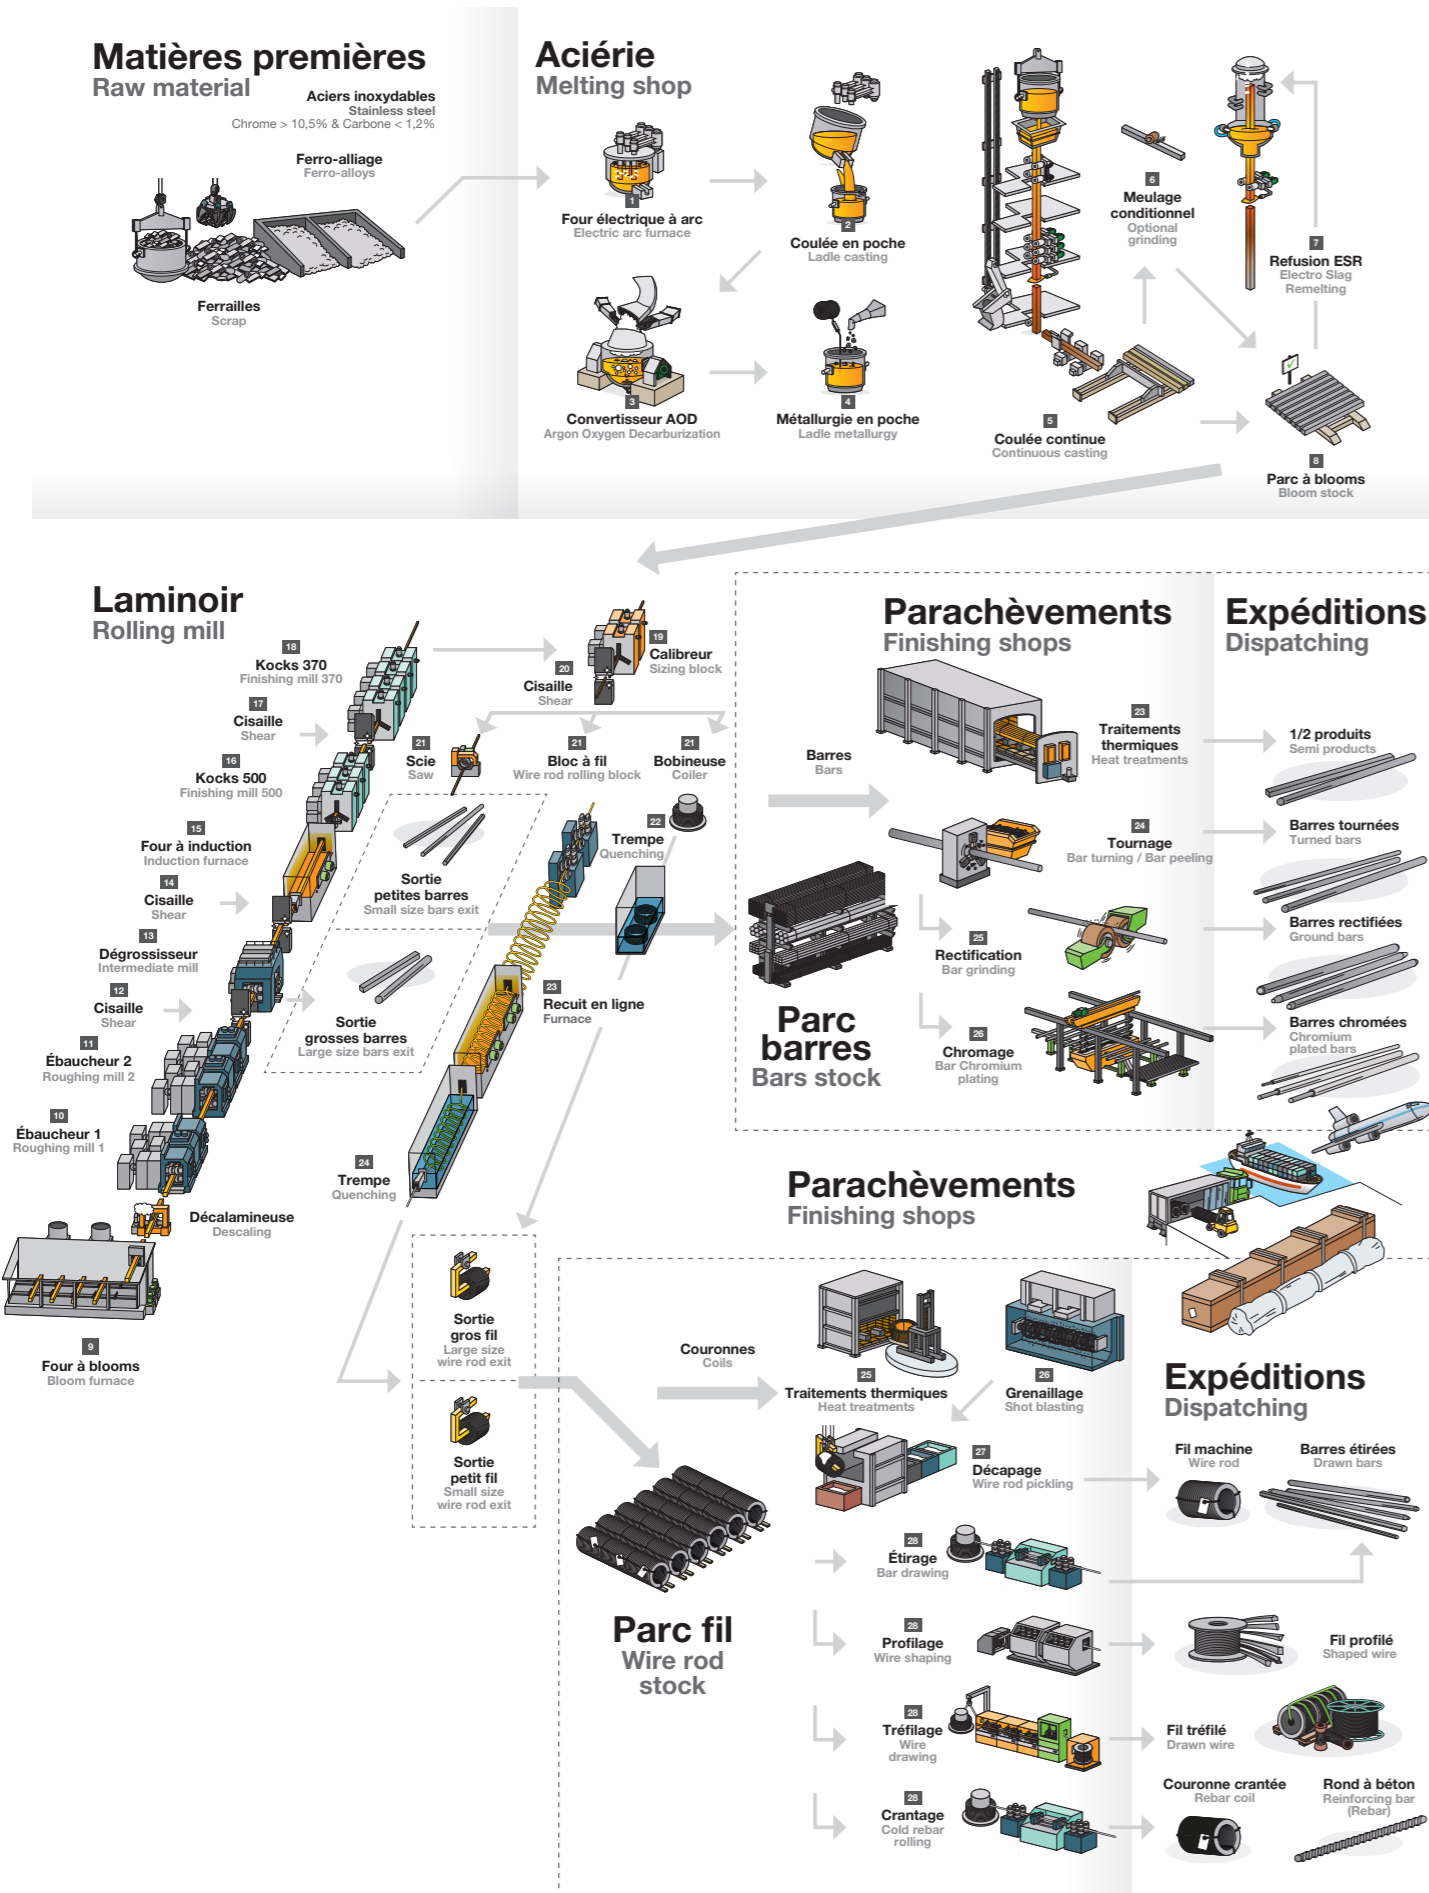 Matières premières
Raw material
Aciers inoxydables
Stainless steel
Chrome > 10,5% & Carbone < 1,2%
Ferro-alliage
Ferro-alloys
Ferrailles
Scrap
Aciérie
Melting shop
1
Four électrique à arc
Electric arc furnace
2
Coulée en poche
Ladle casting
3
Convertisseur AOD
Argon Oxygen Decarburization
4
Métallurgie en poche
Ladle metallurgy
5
Coulée continue
Continuous casting
6
Meulage
conditionnel
Optional
grinding
7
Refusion ESR
Electro Slag
Remelting
8
Parc à blooms
Bloom stock
Laminoir
Rolling mill
18
Kocks 370
Finishing mill 370
17
Cisaille
Shear
16
Kocks 500
Finishing mill 500
15
Four à induction
Induction furnace
14
Cisaille
Shear
13
Dégrossisseur
Intermediate mill
12
Cisaille
Shear
11
Ébaucheur 2
Roughing mill 2
10
Ébaucheur 1
Roughing mill 1
Décalamineuse
Descaling
9
Four à blooms
Bloom furnace
19
Calibreur
Sizing block
20
Cisaille
Shear
21
Scie
Saw
21
Bloc à fil
Wire rod rolling block
21
Bobineuse
Coiler
22
Trempe
Quenching
Sortie
petites barres
Small size bars exit
Sortie
grosses barres
Large size bars exit
23
Recuit en ligne
Furnace
24
Trempe
Quenching
Sortie
gros fil
Large size
wire rod exit
Sortie
petit fil
Small size
wire rod exit
Parachèvements
Finishing shops
Expéditions
Dispatching
Barres
Bars
Parc
barres
Bars stock
23
Traitements
thermiques
Heat treatments
24
Tournage
Bar turning / Bar peeling
25
Rectification
Bar grinding
26
Chromage
Bar Chromium
plating
1/2 produits
Semi products
Barres tournées
Turned bars
Barres rectifiées
Ground bars
Barres chromées
Chromium
plated bars
Parachèvements
Finishing shops
Couronnes
Coils
Parc fil
Wire rod
stock
25
Traitements thermiques
Heat treatments
26
Grenaillage
Shot blasting
27
Décapage
Wire rod pickling
28
Étirage
Bar drawing
28
Profilage
Wire shaping
28
Tréfilage
Wire
drawing
28
Crantage
Cold rebar
rolling
Expéditions
Dispatching
Fil machine
Wire rod
Barres étirées
Drawn bars
Fil profilé
Shaped wire
Fil tréfilé
Drawn wire
Couronne crantée
Rebar coil
Rond à béton
Reinforcing bar
(Rebar)